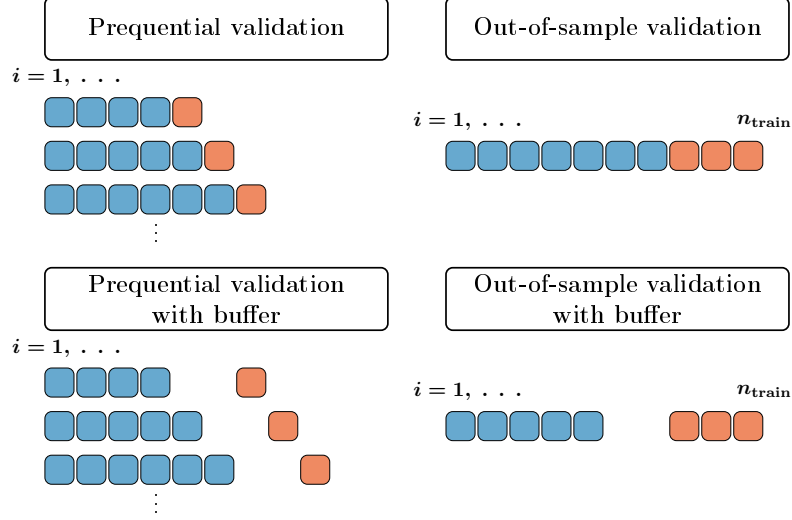 Prequential validation
i = 1, . . .
⋮
Out-of-sample validation
i = 1, . . . n_train
Prequential validation
with buffer
i = 1, . . .
⋮
Out-of-sample validation
with buffer
i = 1, . . . n_train